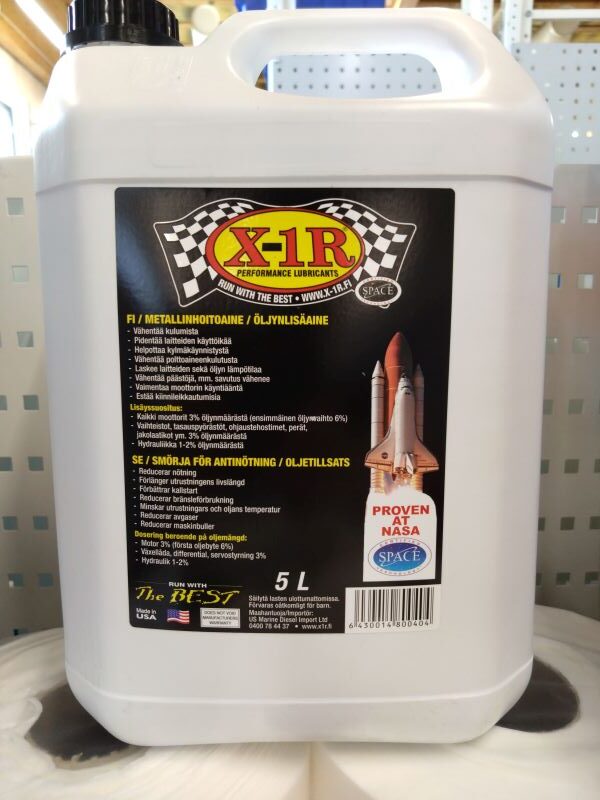 X-1R®
PERFORMANCE LUBRICANTS
RUN WITH THE BEST • WWW.X-1R.FI
SPACE
FI / METALLINHOITOAINE / ÖLJYNLISÄAINE
- Vähentää kulumista
- Pidentää laitteiden käyttöikää
- Helpottaa kylmäkäynnistystä
- Vähentää polttoaineenkulutusta
- Laskee laitteiden sekä öljyn lämpötilaa
- Vähentää päästöjä, mm. savutus vähenee
- Vaimentaa moottorin käyntiääntä
- Estää kiinnileikkautumisia
Lisäyssuositus:
- Kaikki moottorit 3% öljynmäärästä (ensimmäinen öljynvaihto 6%)
- Vaihteistot, tasauspyörästöt, ohjaustehostimet, perät,
jakolaatikot ym. 3% öljynmäärästä
- Hydrauliikka 1-2% öljynmäärästä
SE / SMÖRJA FÖR ANTINÖTNING / OLJETILLSATS
- Reducerar nötning
- Förlänger utrustningens livslängd
- Förbättrar kallstart
- Reducerar bränsleförbrukning
- Minskar utrustningars och oljans temperatur
- Reducerar avgaser
- Reducerar maskinbuller
Dosering beroende på oljemängd:
- Motor 3% (första oljebyte 6%)
- Växellåda, differential, servostyrning 3%
- Hydraulik 1-2%
PROVEN
AT
NASA
SPACE
RUN WITH
The BEST
Made in
USA
DOES NOT VOID
MANUFACTURERS
WARRANTY
5 L
Säilytä lasten ulottumattomissa.
Förvaras oåtkomligt för barn.
Maahantuoja/Importör:
US Marine Diesel Import Ltd
0400 78 44 37 • www.x1r.fi
6 430014 800404